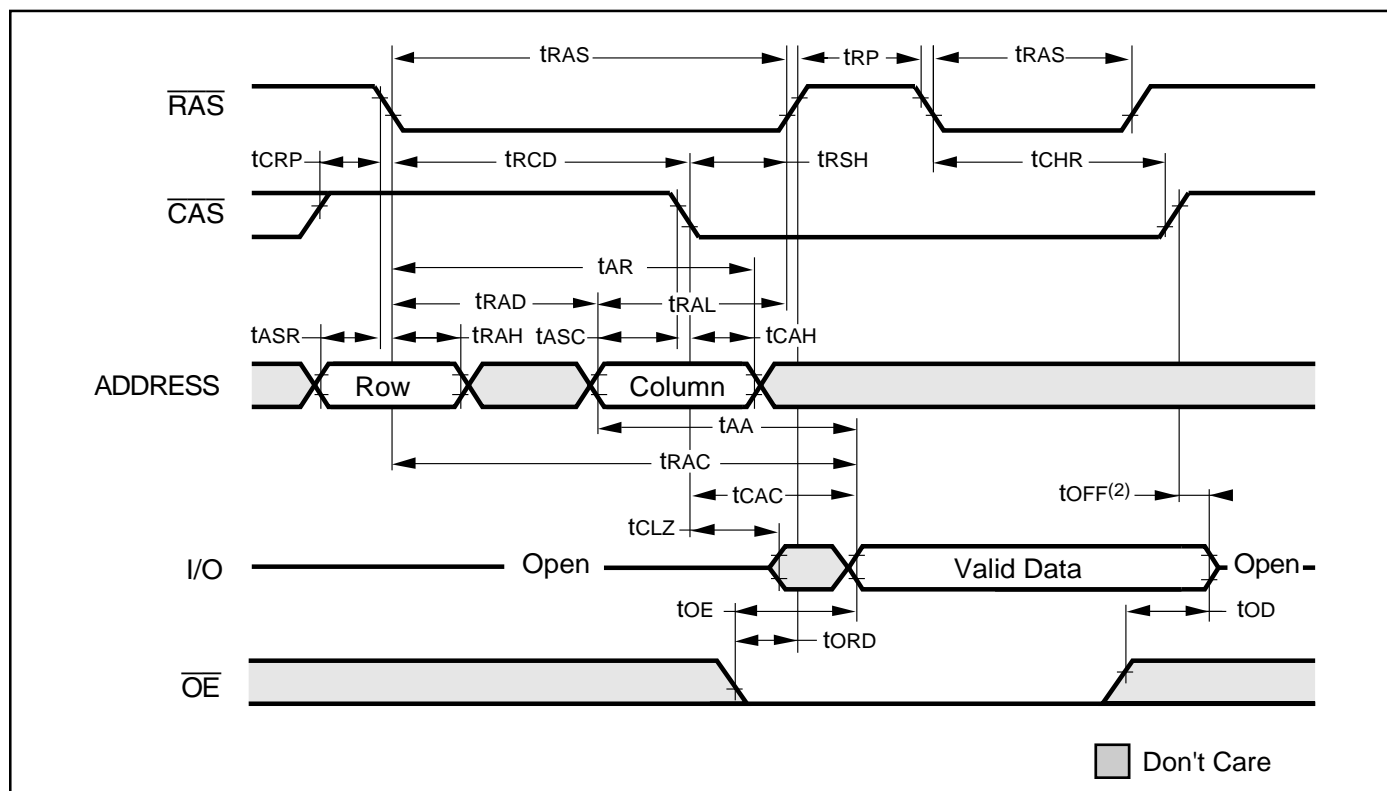 tRAS tRP tRAS
RAS
tCRP tRCD tRSH tCHR
CAS
tAR
tRAD tRAL
tASR tRAH tASC tCAH
ADDRESS Row Column
tAA
tRAC
tCAC tOFF(2)
tCLZ
I/O Open Valid Data Open
tOE tOD
tORD
OE
Don't Care